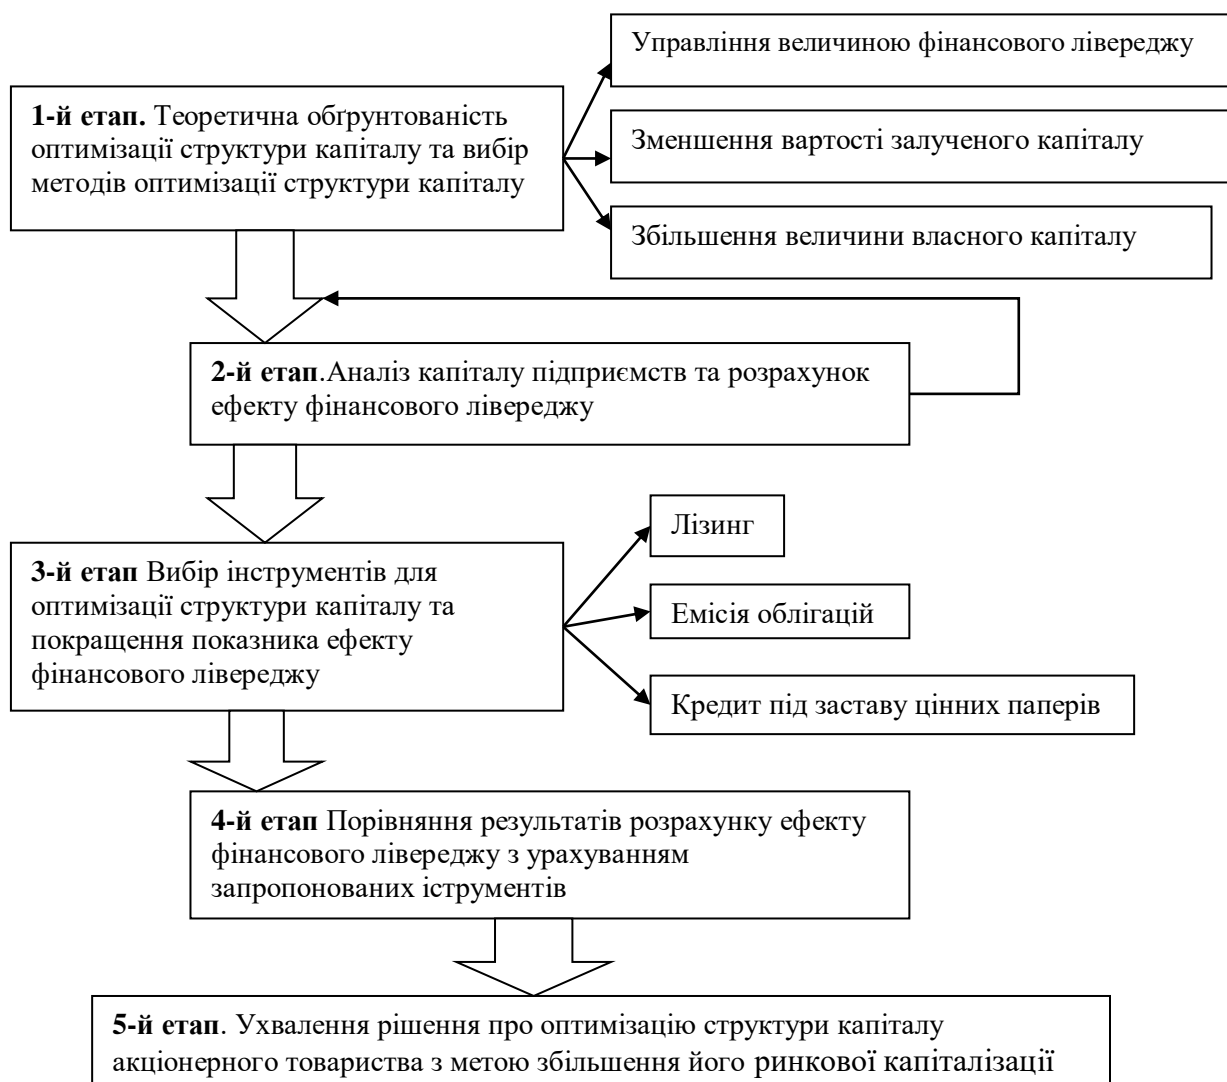 Управління величиною фінансового лівереджу
1-й етап. Теоретична обґрунтованість
оптимізації структури капіталу та вибір
методів оптимізації структури капіталу
Зменшення вартості залученого капіталу
Збільшення величини власного капіталу
2-й етап.Аналіз капіталу підприємств та розрахунок
ефекту фінансового лівереджу
3-й етап Вибір інструментів для
оптимізації структури капіталу та
покращення показника ефекту
фінансового лівереджу
Лізинг
Емісія облігацій
Кредит під заставу цінних паперів
4-й етап Порівняння результатів розрахунку ефекту
фінансового лівереджу з урахуванням
запропонованих іструментів
5-й етап. Ухвалення рішення про оптимізацію структури капіталу
акціонерного товариства з метою збільшення його ринкової капіталізації